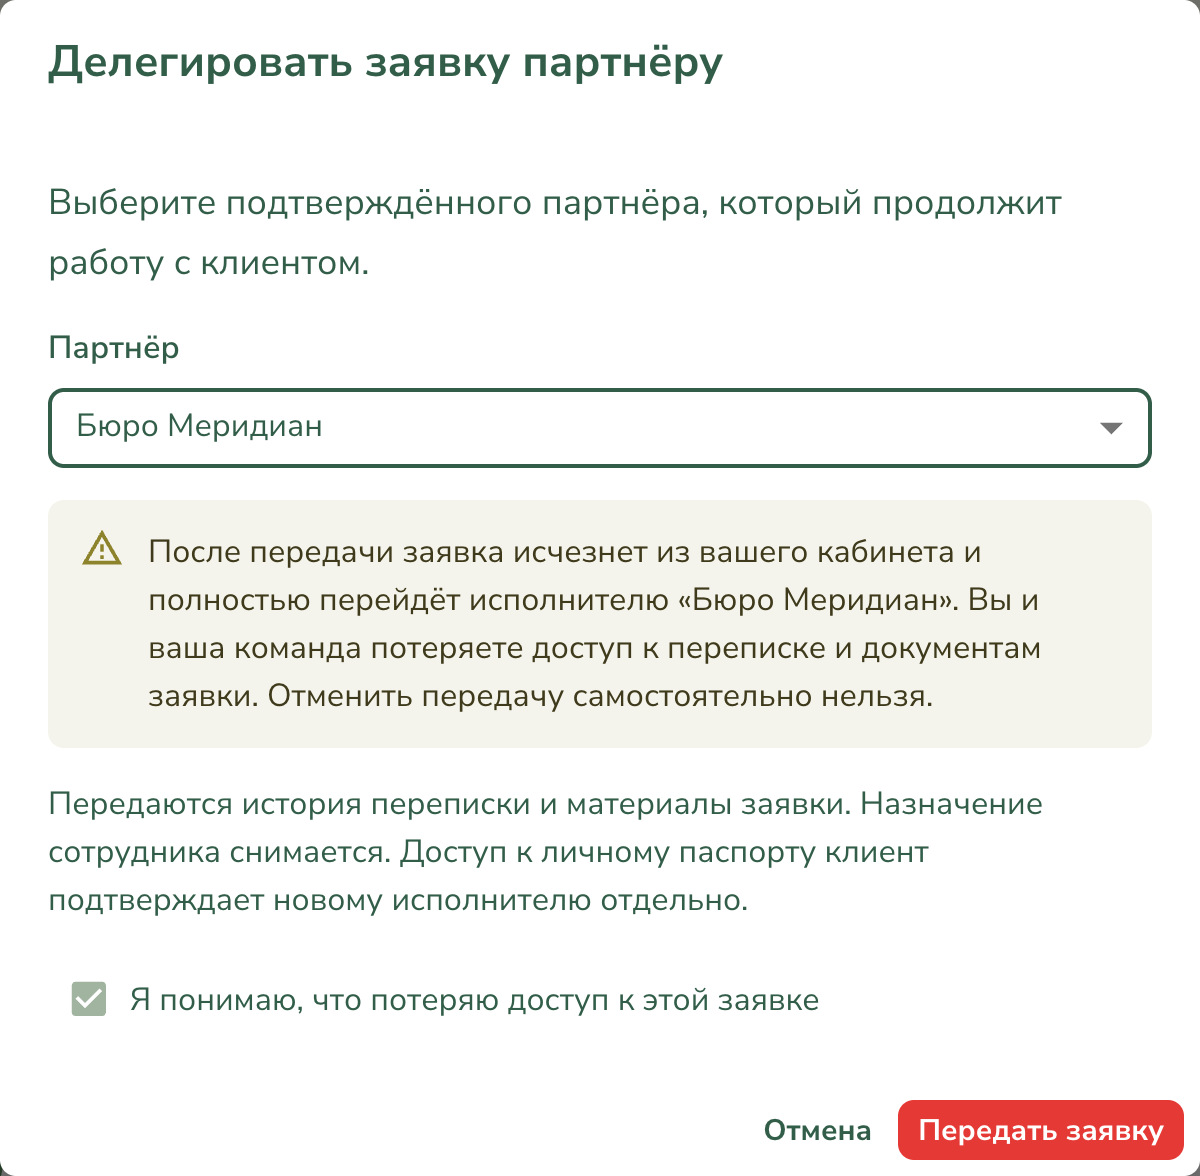 Делегировать заявку партнёру
Выберите подтверждённого партнёра, который продолжит
работу с клиентом.
Партнёр
Бюро Меридиан
После передачи заявка исчезнет из вашего кабинета и
полностью перейдёт исполнителю «Бюро Меридиан». Вы и
ваша команда потеряете доступ к переписке и документам
заявки. Отменить передачу самостоятельно нельзя.
Передаются история переписки и материалы заявки. Назначение
сотрудника снимается. Доступ к личному паспорту клиент
подтверждает новому исполнителю отдельно.
Я понимаю, что потеряю доступ к этой заявке
Отмена
Передать заявку